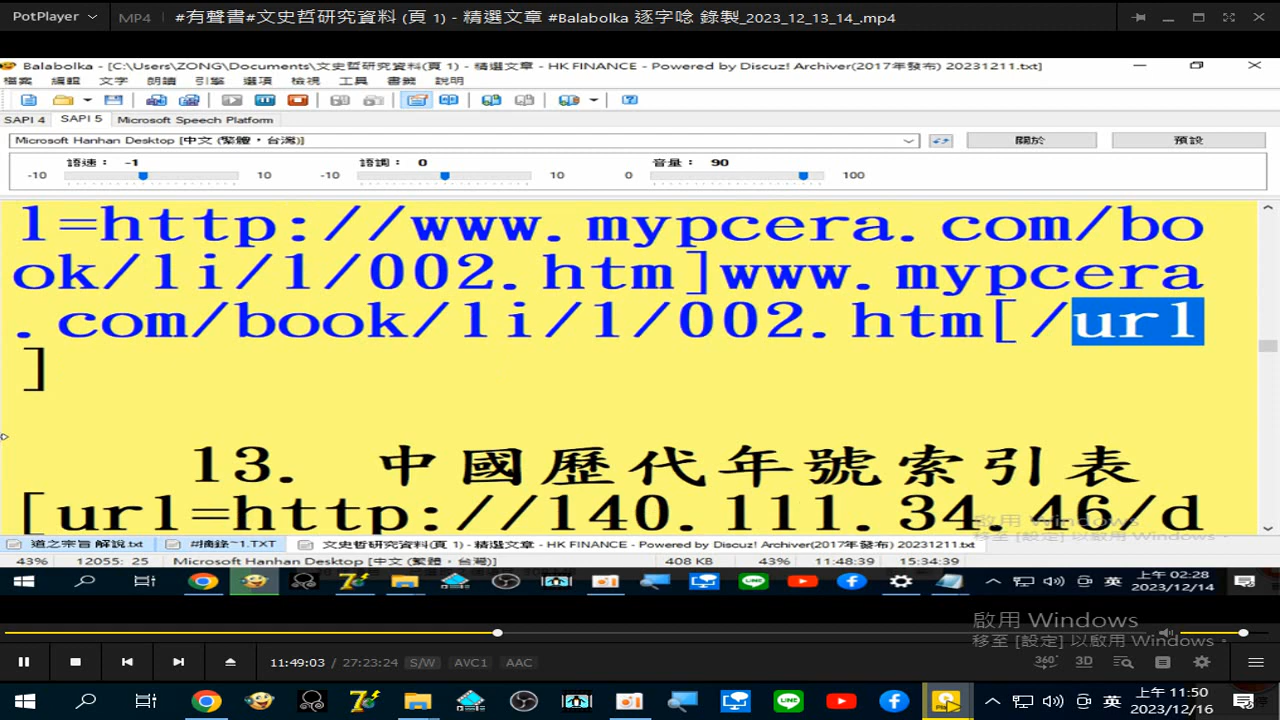 PotPlayer MP4 #有聲書#文史哲研究資料 (頁 1) - 精選文章 #Balabolka 逐字唸 錄製_2023_12_13_14_.mp4
Balabolka - [C:\Users\ZONG\Documents\文史哲研究資料(頁 1) - 精選文章 - HK FINANCE - Powered by Discuz! Archiver(2017年發布) 20231211.txt]
檔案 編輯 文字 朗讀 引擎 選項 檢視 工具 書籤 說明
SAPI 4 SAPI 5 Microsoft Speech Platform
Microsoft Hanhan Desktop [中文 (繁體，台灣)] 關於 預設
語速： -1 語調： 0 音量： 90
-10 10 -10 10 0 100
l=http://www.mypcera.com/bo
ok/li/1/002.htm]www.mypcera
.com/book/li/1/002.htm[/url
]
13. 中國歷代年號索引表
[url=http://140.111.34.46/d
啟用 Windows
移至 [設定] 以啟用 Windows。
道之宗旨 解說.txt #摘錄~1.TXT 文史哲研究資料(頁 1) - 精選文章 - HK FINANCE - Powered by Discuz! Archiver(2017年發布) 20231211.txt
43% 12055: 25 Microsoft Hanhan Desktop [中文 (繁體，台灣)] 408 KB 43% 11:48:39 15:34:39
英 上午 02:28
2023/12/14
啟用 Windows
移至 [設定] 以啟用 Windows。
11:49:03 / 27:23:24 S/W AVC1 AAC 360° 3D
英 上午 11:50
2023/12/16